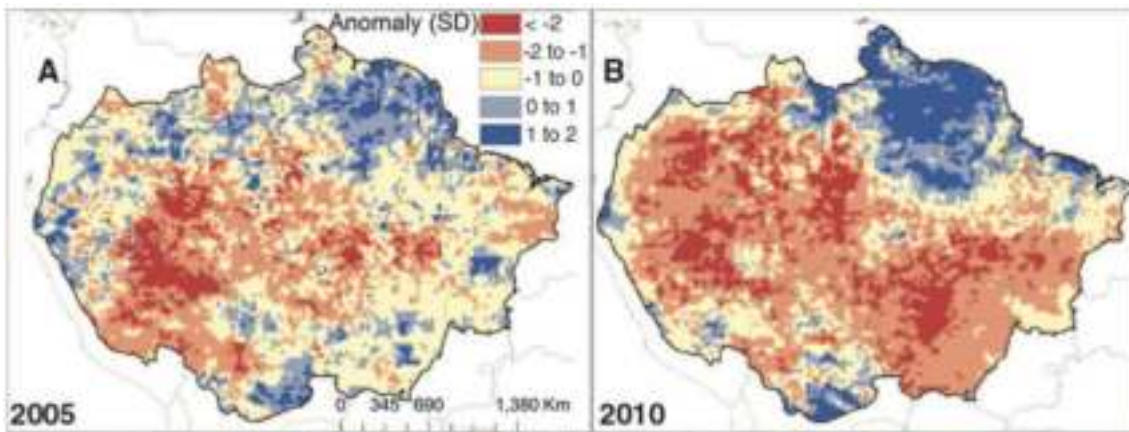 Anomaly (SD)
< -2
-2 to -1
-1 to 0
0 to 1
1 to 2
A
2005
0 345 690 1,380 Km
B
2010